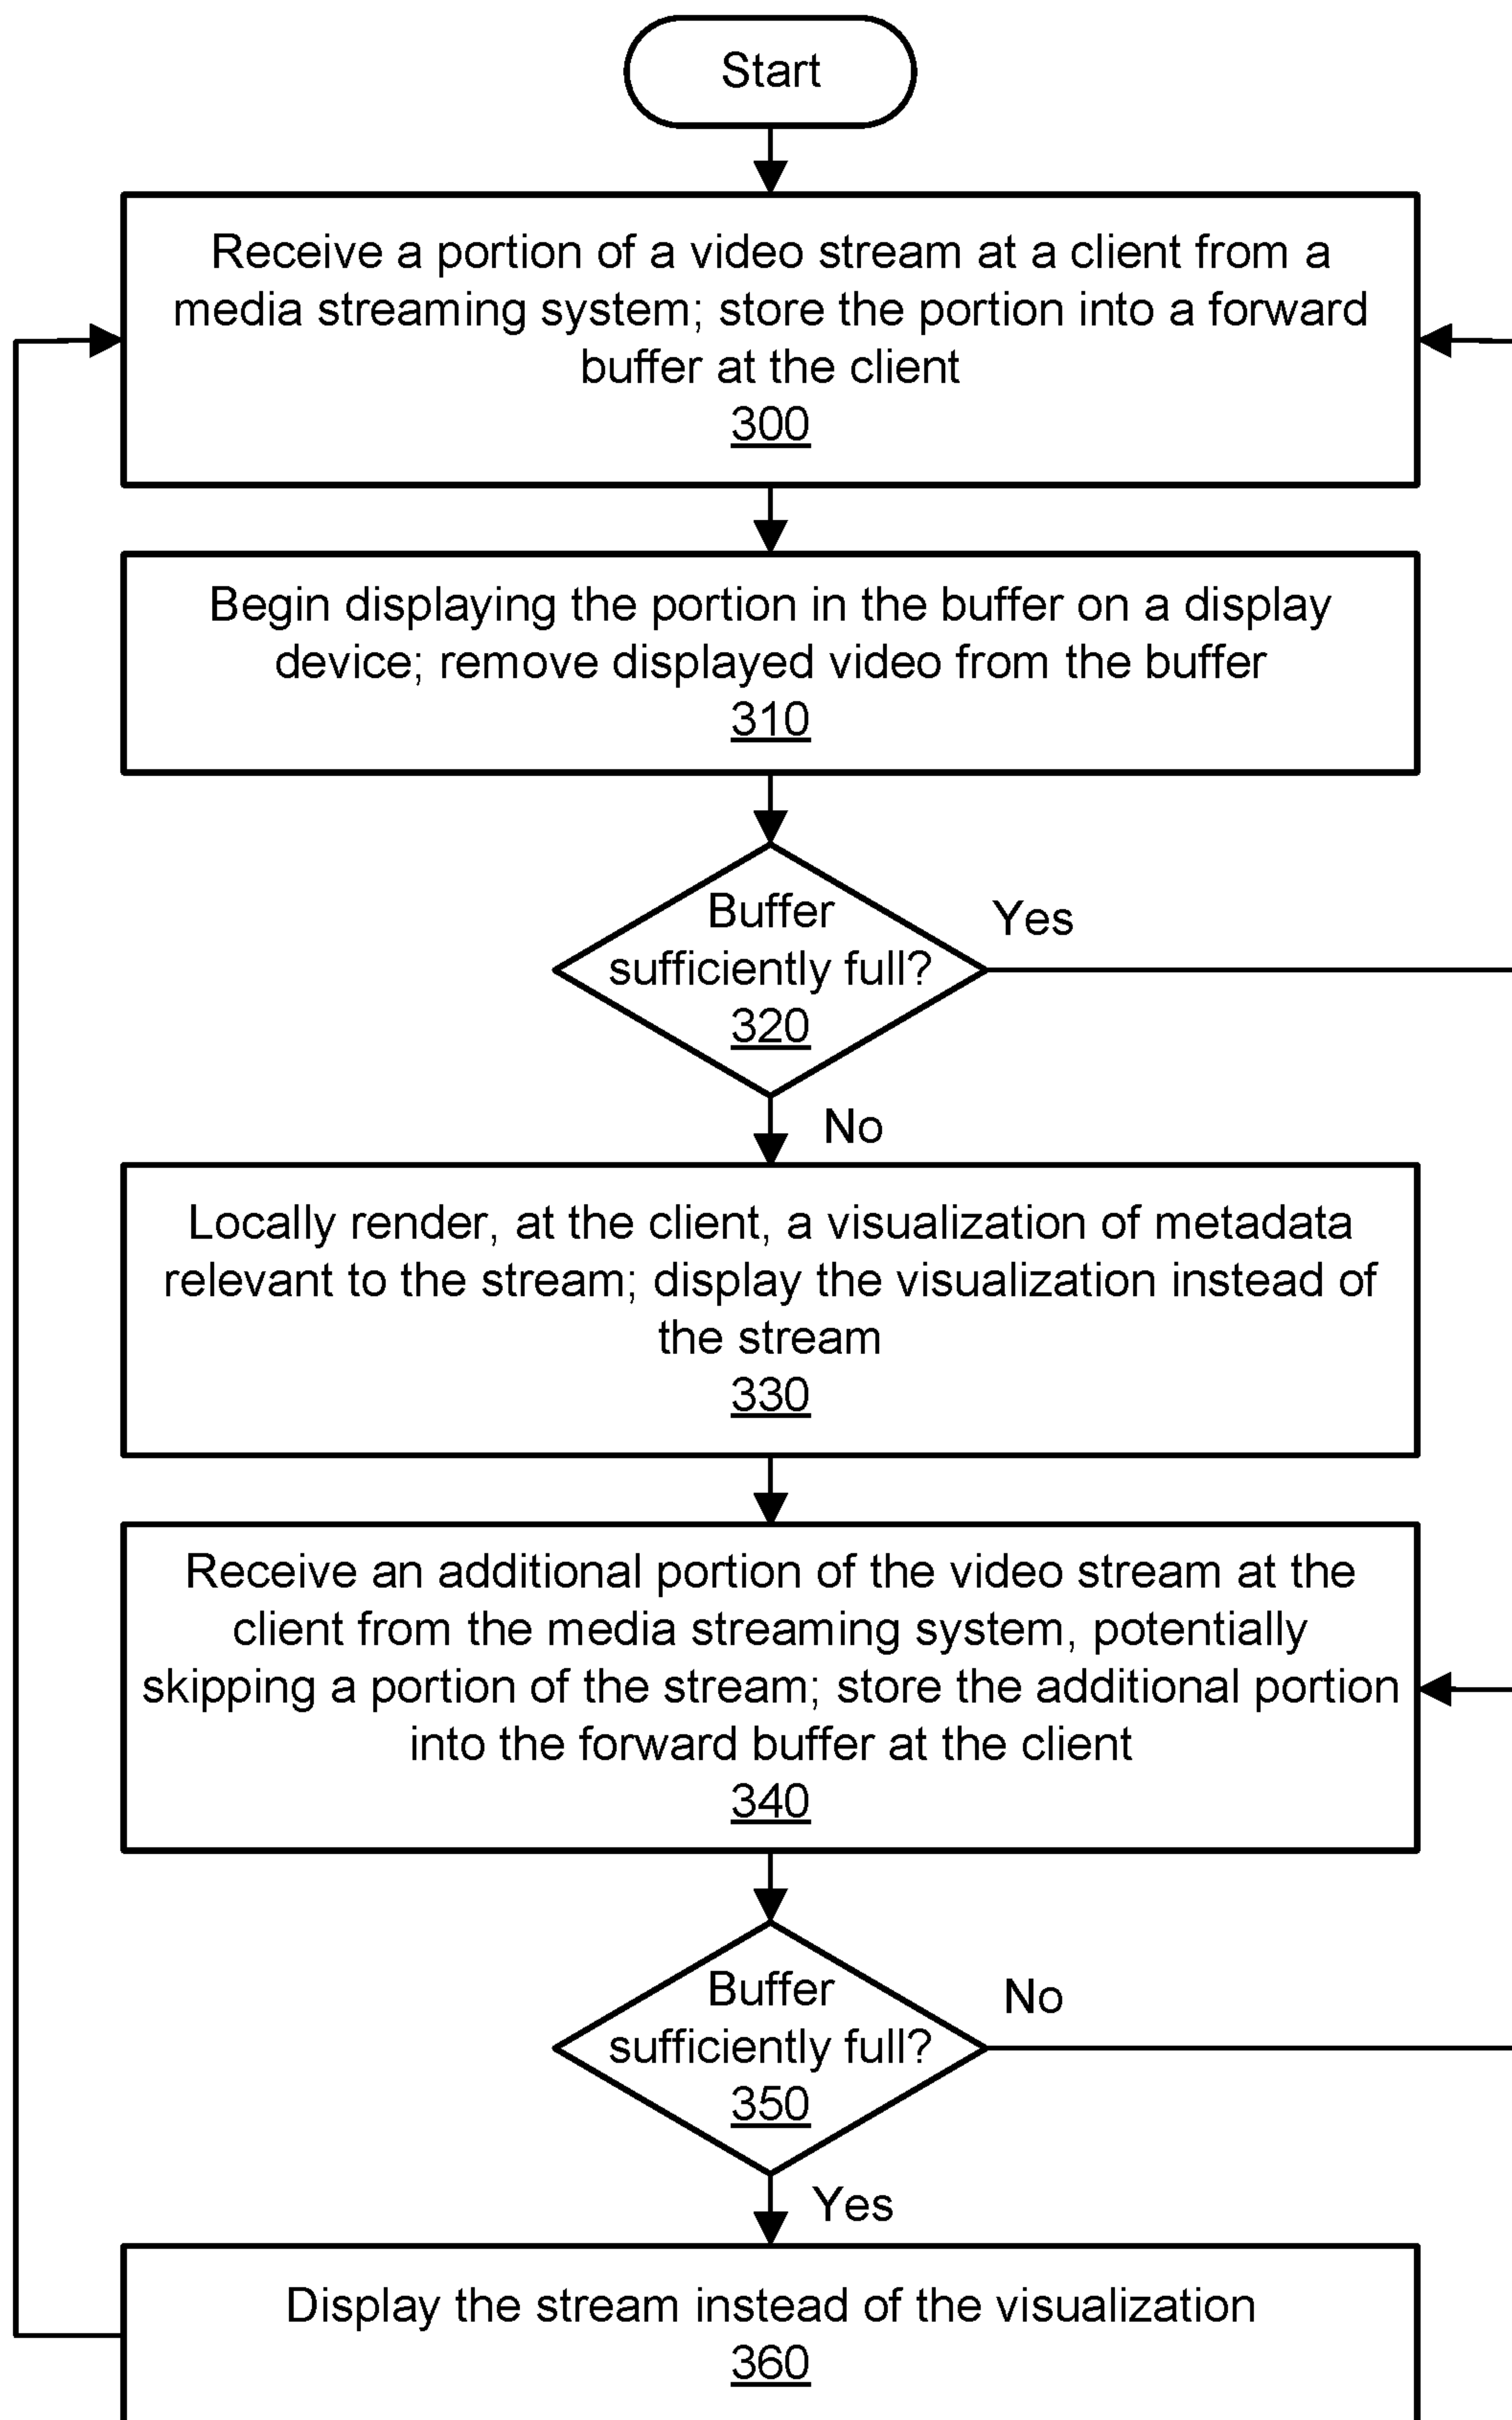 Start
Receive a portion of a video stream at a client from a
media streaming system; store the portion into a forward
buffer at the client
300
Begin displaying the portion in the buffer on a display
device; remove displayed video from the buffer
310
Buffer
sufficiently full?
320
Yes
No
Locally render, at the client, a visualization of metadata
relevant to the stream; display the visualization instead of
the stream
330
Receive an additional portion of the video stream at the
client from the media streaming system, potentially
skipping a portion of the stream; store the additional portion
into the forward buffer at the client
340
Buffer
sufficiently full?
350
No
Yes
Display the stream instead of the visualization
360